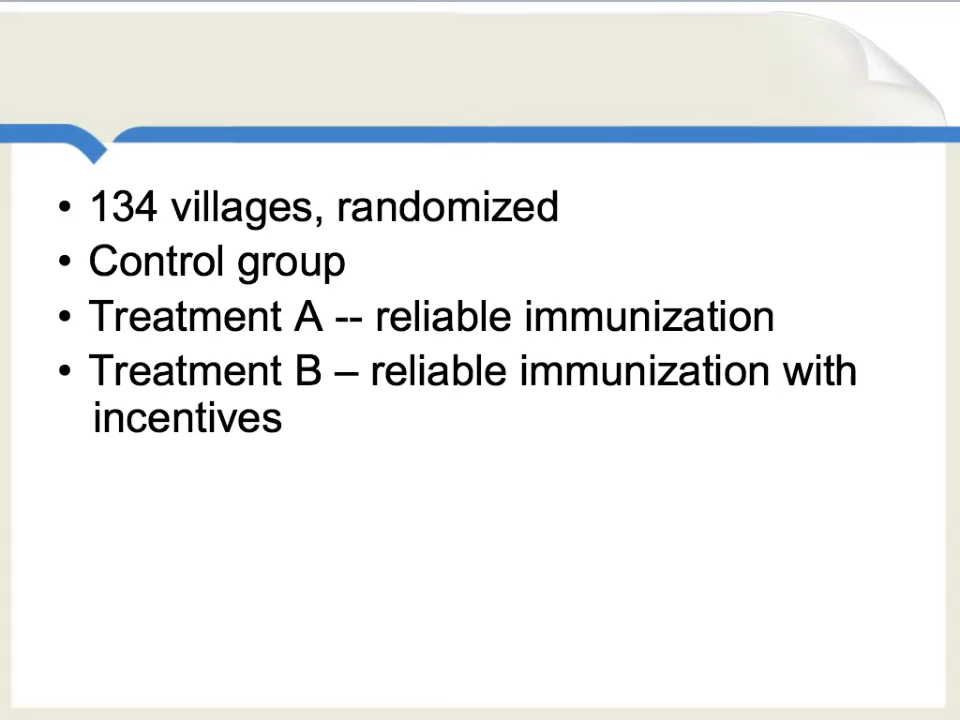 • 134 villages, randomized
• Control group
• Treatment A -- reliable immunization
• Treatment B – reliable immunization with
incentives